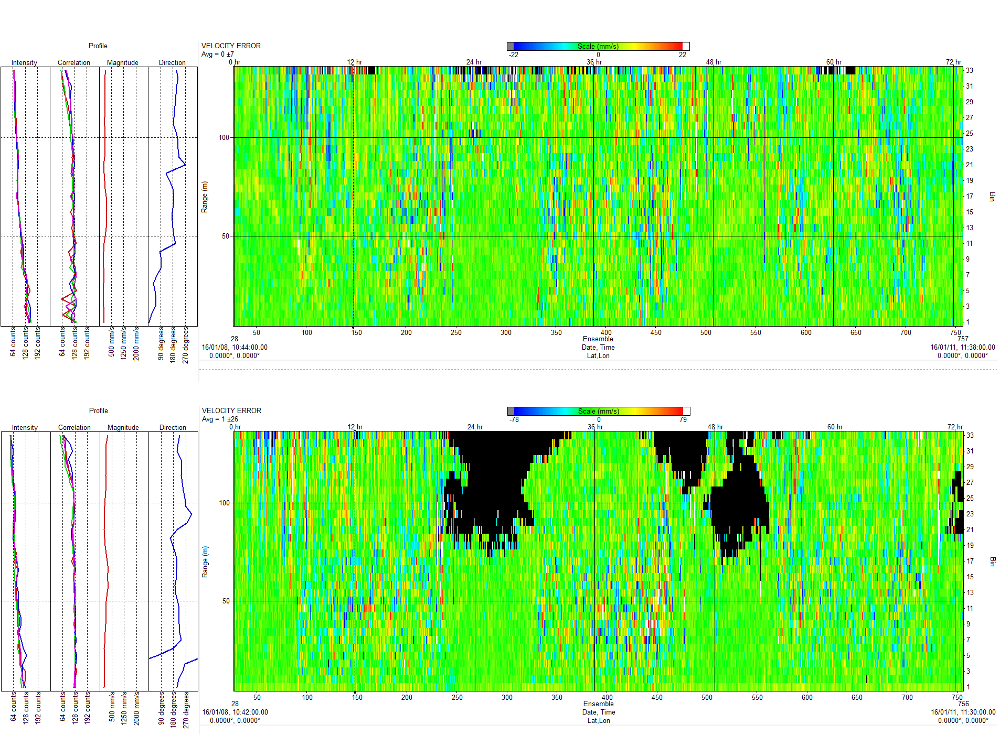 Profile
VELOCITY ERROR
Avg = 0 ±7
Scale (mm/s)
-22 0 22
Intensity Correlation Magnitude Direction
0 hr 12 hr 24 hr 36 hr 48 hr 60 hr 72 hr
33
31
29
27
100 25
23
21
19
Range (m)
Bin
17
15
13
50 11
9
7
5
3
1
64 counts 128 counts 192 counts 64 counts 128 counts 192 counts 500 mm/s 1250 mm/s 2000 mm/s 90 degrees 180 degrees 270 degrees
50 100 150 200 250 300 350 400 450 500 550 600 650 700 750
28 Ensemble 757
16/01/08, 10:44:00.00 Date, Time 16/01/11, 11:38:00.00
0.0000°, 0.0000° Lat,Lon 0.0000°, 0.0000°
Profile
VELOCITY ERROR
Avg = 1 ±26
Scale (mm/s)
-78 0 79
Intensity Correlation Magnitude Direction
0 hr 12 hr 24 hr 36 hr 48 hr 60 hr 72 hr
33
31
29
27
100 25
23
21
19
Range (m)
Bin
17
15
13
50 11
9
7
5
3
1
64 counts 128 counts 192 counts 64 counts 128 counts 192 counts 500 mm/s 1250 mm/s 2000 mm/s 90 degrees 180 degrees 270 degrees
50 100 150 200 250 300 350 400 450 500 550 600 650 700 750
28 Ensemble 756
16/01/08, 10:42:00.00 Date, Time 16/01/11, 11:30:00.00
0.0000°, 0.0000° Lat,Lon 0.0000°, 0.0000°